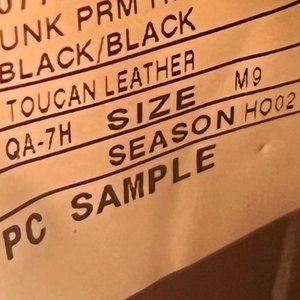 UNK PRM
BLACK/BLACK
TOUCAN LEATHER
QA-7H SIZE M9
SEASON HO02
PC SAMPLE